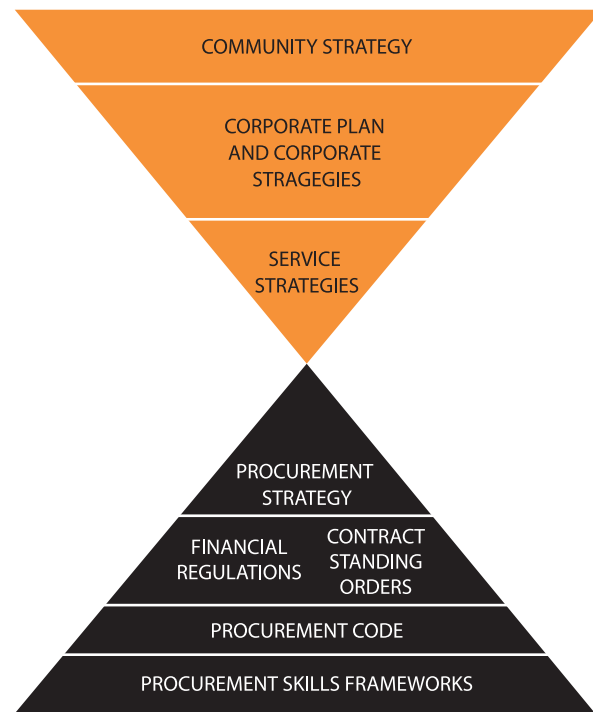 COMMUNITY STRATEGY
CORPORATE PLAN
AND CORPORATE
STRAGEGIES
SERVICE
STRATEGIES
PROCUREMENT
STRATEGY
FINANCIAL
REGULATIONS
CONTRACT
STANDING
ORDERS
PROCUREMENT CODE
PROCUREMENT SKILLS FRAMEWORKS